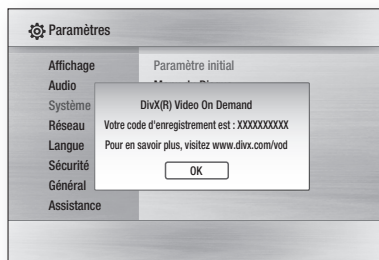 Paramètres
Affichage
Paramètre initial
Audio
Système
Réseau
Langue
Sécurité
Général
Assistance
DivX(R) Video On Demand
Votre code d'enregistrement est : XXXXXXXXXX
Pour en savoir plus, visitez www.divx.com/vod
OK